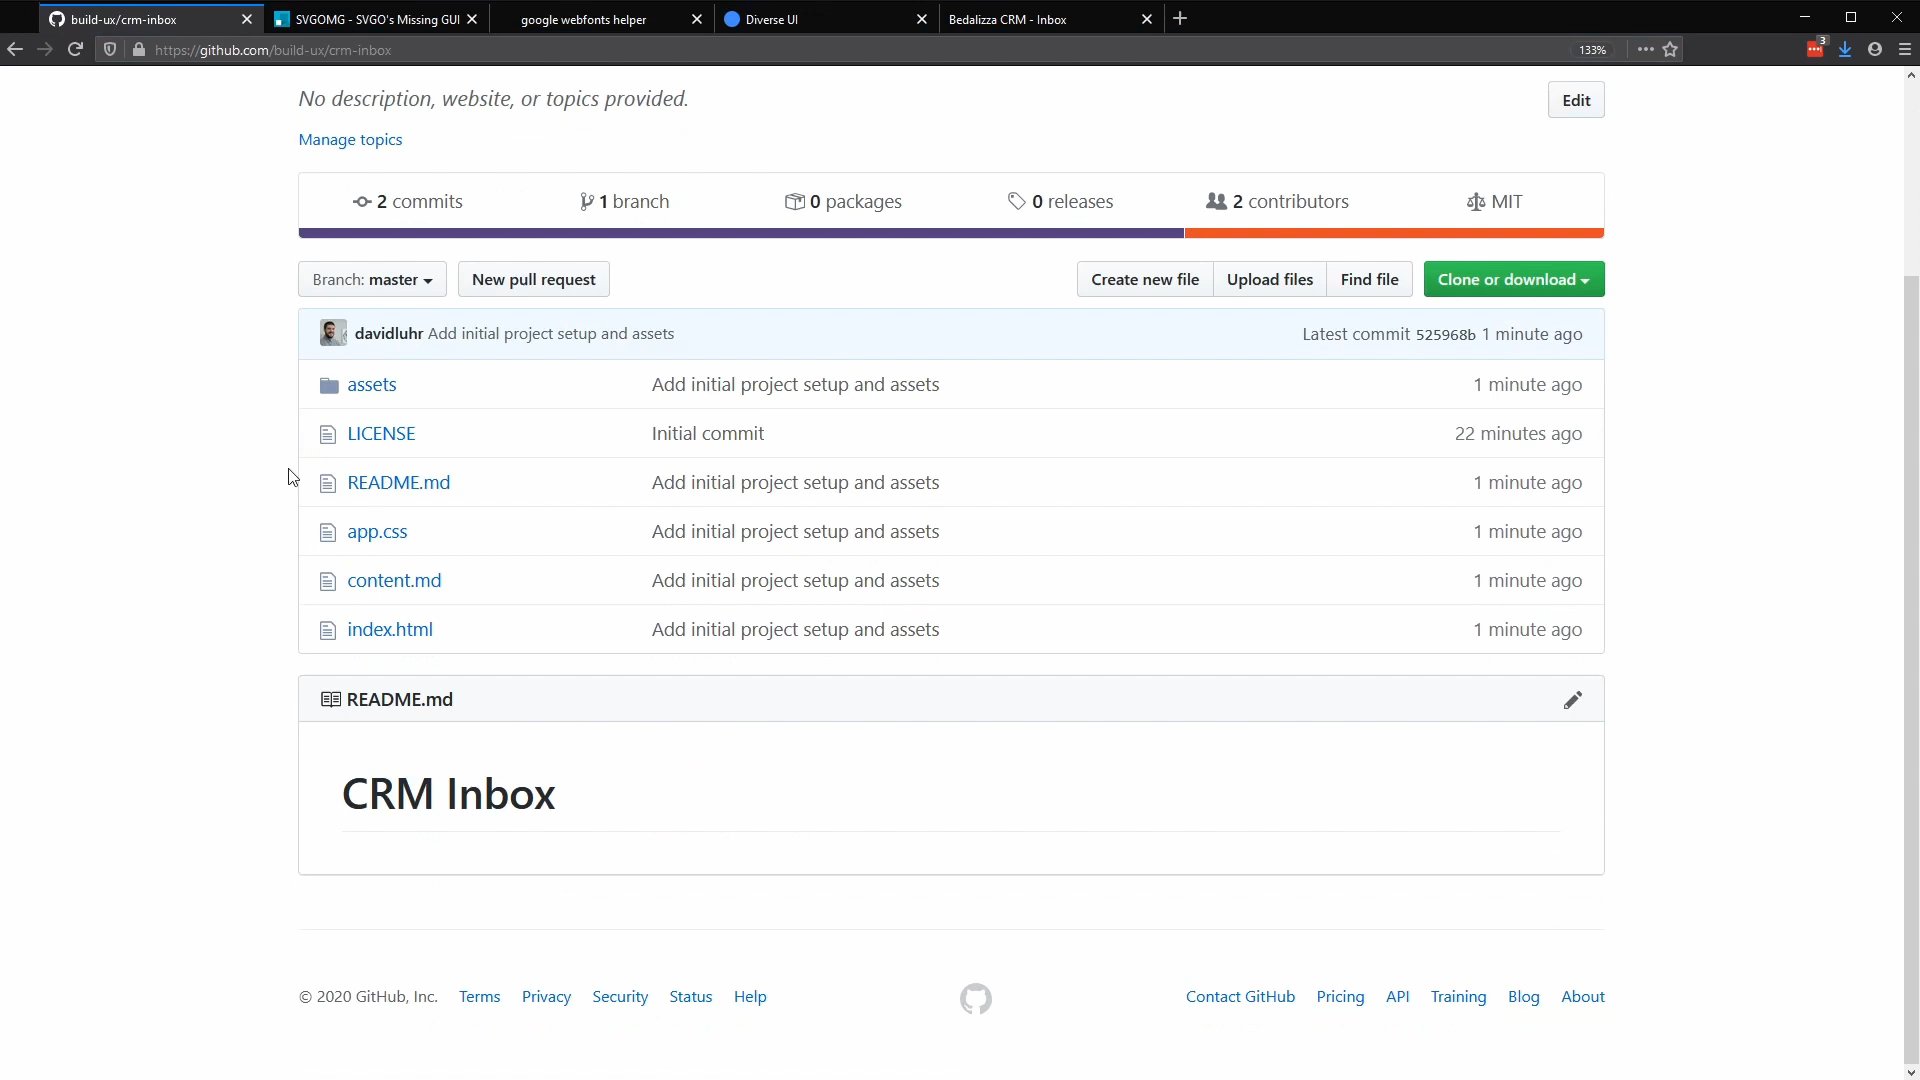 build-ux/crm-inbox
SVGOMG - SVGO's Missing GUI
google webfonts helper
Diverse UI
Bedalizza CRM - Inbox
https://github.com/build-ux/crm-inbox
133%
3
No description, website, or topics provided.
Edit
Manage topics
2 commits
1 branch
0 packages
0 releases
2 contributors
MIT
Branch: master
New pull request
Create new file
Upload files
Find file
Clone or download
davidluhr Add initial project setup and assets
Latest commit 525968b 1 minute ago
assets Add initial project setup and assets 1 minute ago
LICENSE Initial commit 22 minutes ago
README.md Add initial project setup and assets 1 minute ago
app.css Add initial project setup and assets 1 minute ago
content.md Add initial project setup and assets 1 minute ago
index.html Add initial project setup and assets 1 minute ago
README.md
CRM Inbox
© 2020 GitHub, Inc. Terms Privacy Security Status Help
Contact GitHub Pricing API Training Blog About